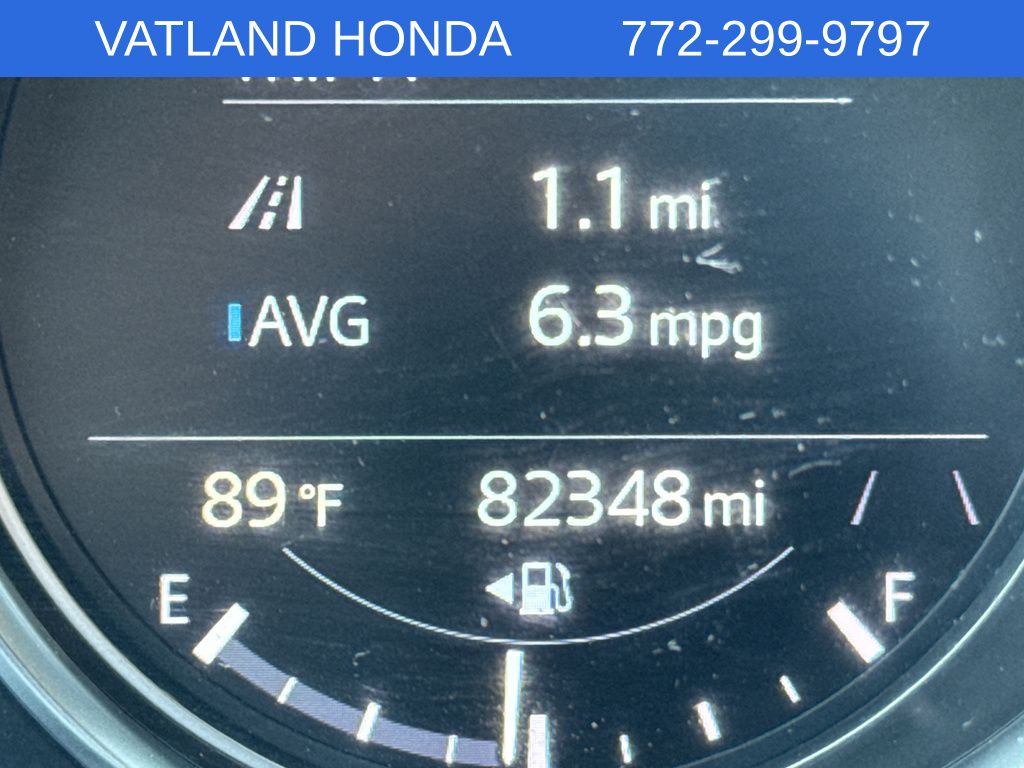 VATLAND HONDA 772-299-9797
1.1 mi
AVG 6.3 mpg
89 °F 82348 mi
E F